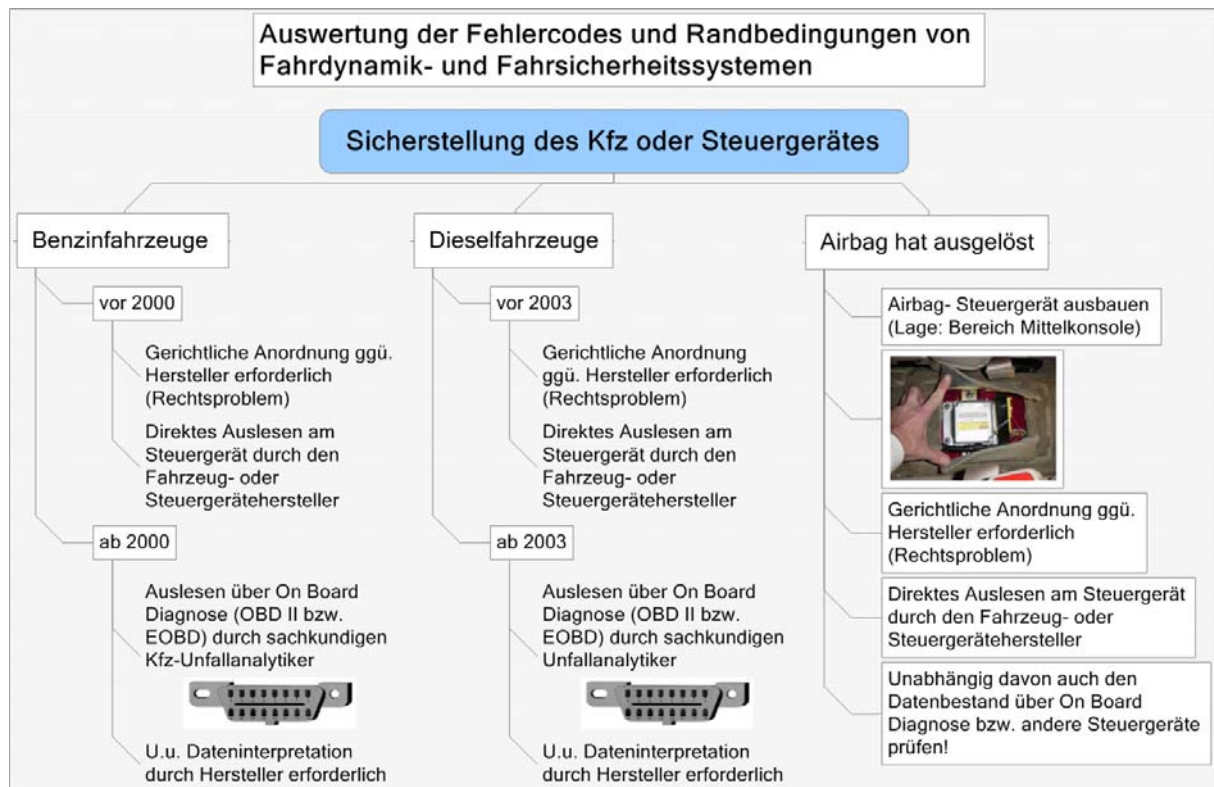 Auswertung der Fehlercodes und Randbedingungen von
Fahrdynamik- und Fahrsicherheitssystemen
Sicherstellung des Kfz oder Steuergerätes
Benzinfahrzeuge
vor 2000
Gerichtliche Anordnung ggü.
Hersteller erforderlich
(Rechtsproblem)
Direktes Auslesen am
Steuergerät durch den
Fahrzeug- oder
Steuergerätehersteller
ab 2000
Auslesen über On Board
Diagnose (OBD II bzw.
EOBD) durch sachkundigen
Kfz-Unfallanalytiker
U.u. Dateninterpretation
durch Hersteller erforderlich
Dieselfahrzeuge
vor 2003
Gerichtliche Anordnung
ggü. Hersteller erforderlich
(Rechtsproblem)
Direktes Auslesen am
Steuergerät durch den
Fahrzeug- oder
Steuergerätehersteller
ab 2003
Auslesen über On Board
Diagnose (OBD II bzw.
EOBD) durch sachkundigen
Unfallanalytiker
U.u. Dateninterpretation
durch Hersteller erforderlich
Airbag hat ausgelöst
Airbag- Steuergerät ausbauen
(Lage: Bereich Mittelkonsole)
Gerichtliche Anordnung ggü.
Hersteller erforderlich
(Rechtsproblem)
Direktes Auslesen am Steuergerät
durch den Fahrzeug- oder
Steuergerätehersteller
Unabhängig davon auch den
Datenbestand über On Board
Diagnose bzw. andere Steuergeräte
prüfen!